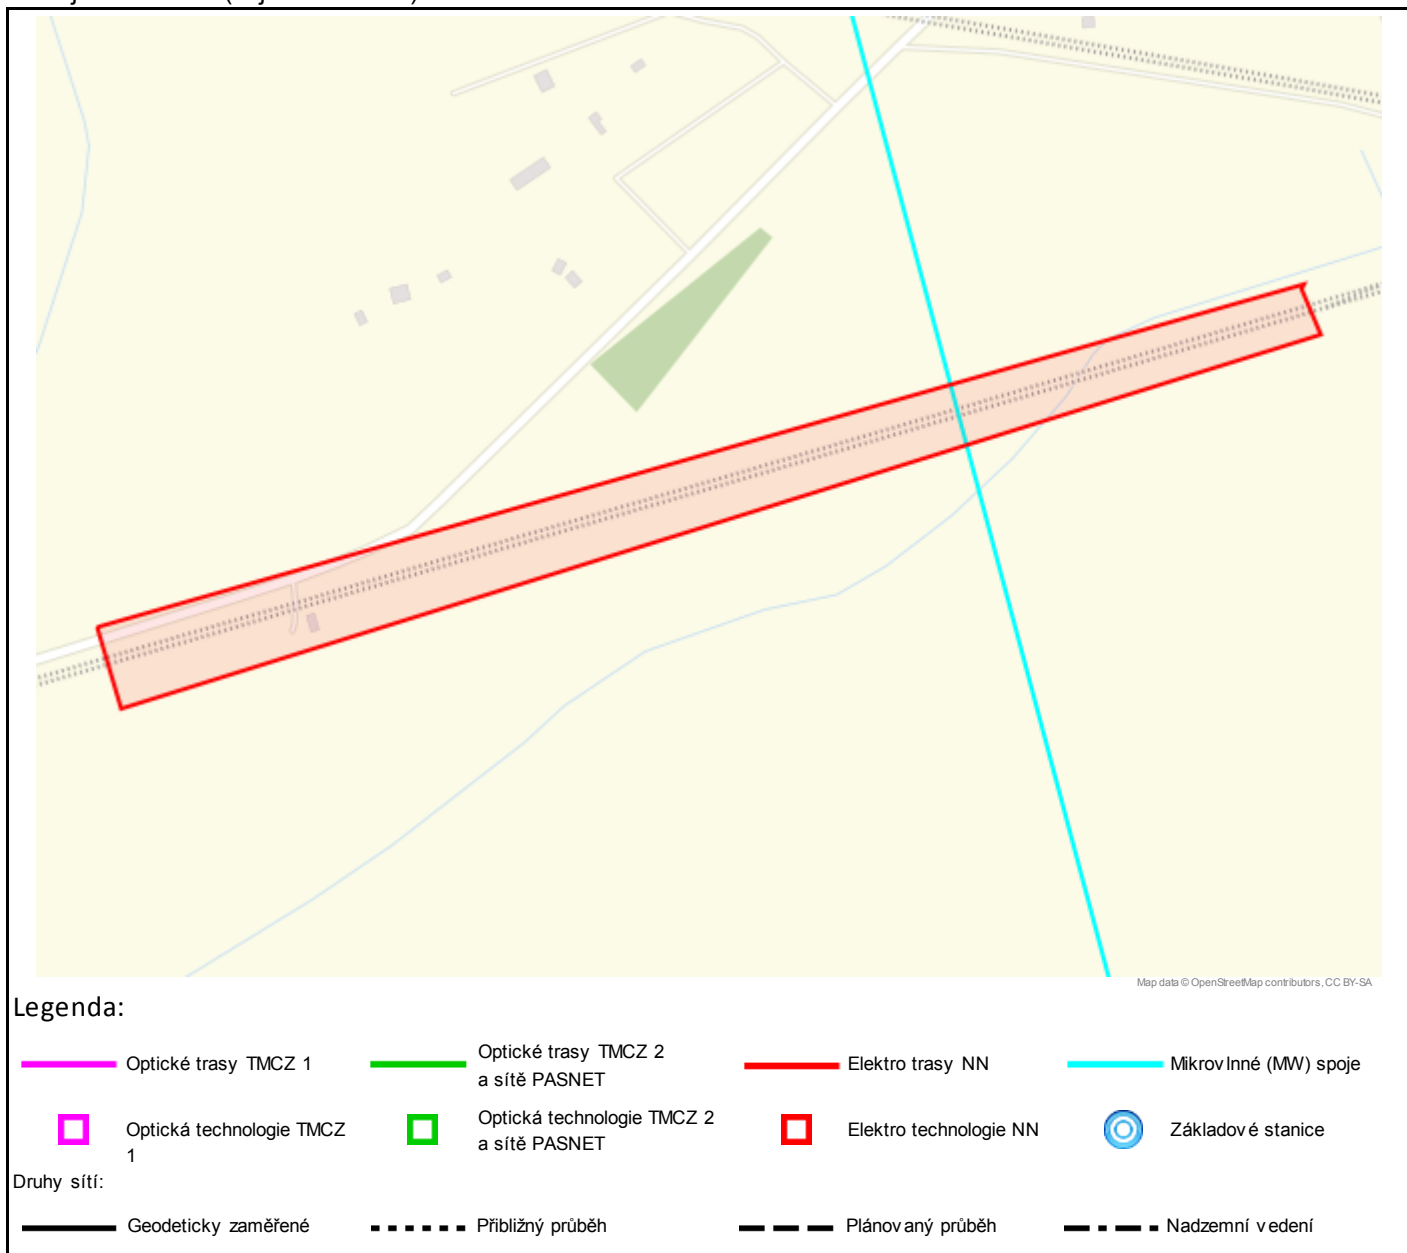 Map data © OpenStreetMap contributors, CC BY-SA
Legenda:
Optické trasy TMCZ 1
Optické trasy TMCZ 2
a sítě PASNET
Elektro trasy NN
Mikrovlnné (MW) spoje
Optická technologie TMCZ
1
Optická technologie TMCZ 2
a sítě PASNET
Elektro technologie NN
Základové stanice
Druhy sítí:
Geodeticky zaměřené
Přibližný průběh
Plánovaný průběh
Nadzemní vedení